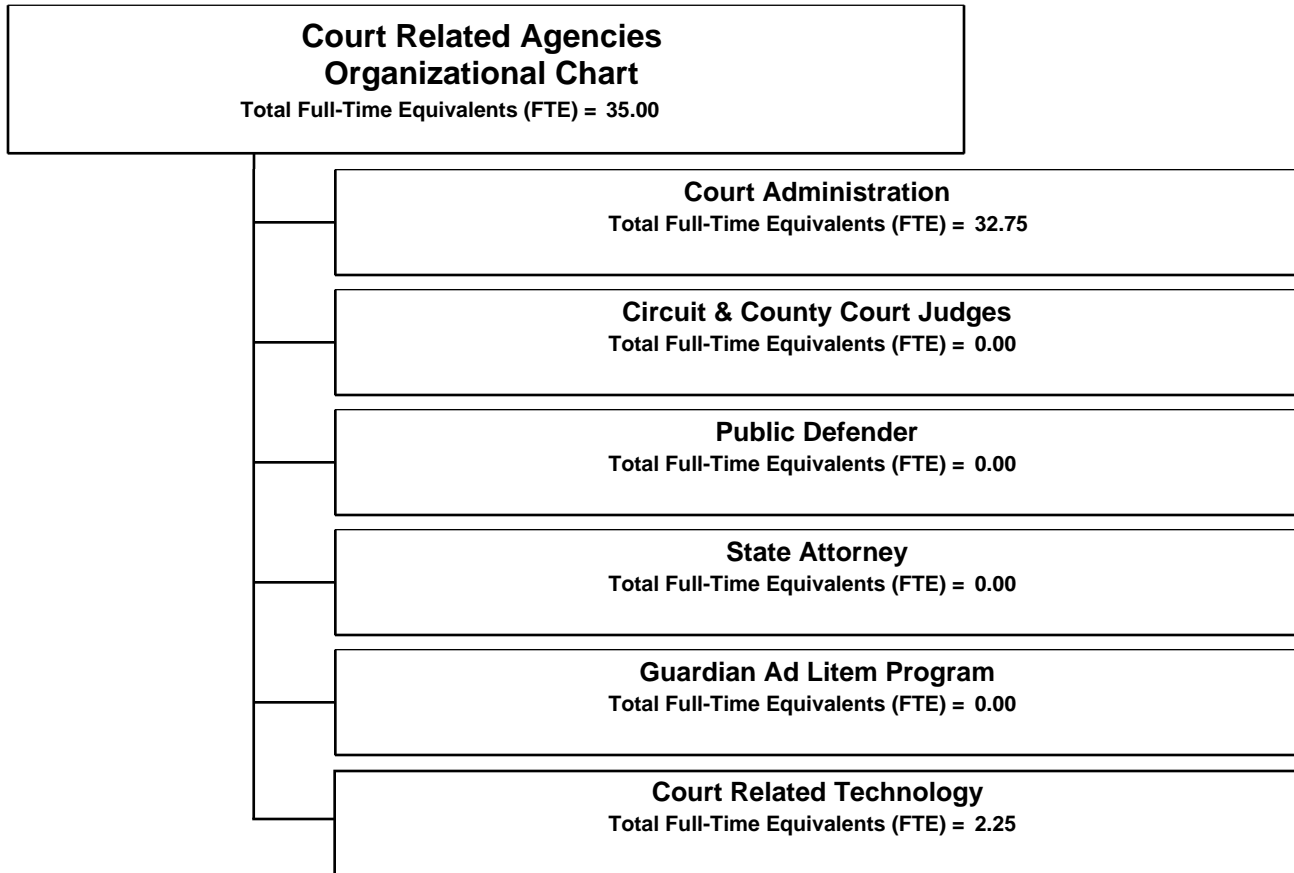 Court Related Agencies
Organizational Chart
Total Full-Time Equivalents (FTE) = 35.00
Court Administration
Total Full-Time Equivalents (FTE) = 32.75
Circuit & County Court Judges
Total Full-Time Equivalents (FTE) = 0.00
Public Defender
Total Full-Time Equivalents (FTE) = 0.00
State Attorney
Total Full-Time Equivalents (FTE) = 0.00
Guardian Ad Litem Program
Total Full-Time Equivalents (FTE) = 0.00
Court Related Technology
Total Full-Time Equivalents (FTE) = 2.25